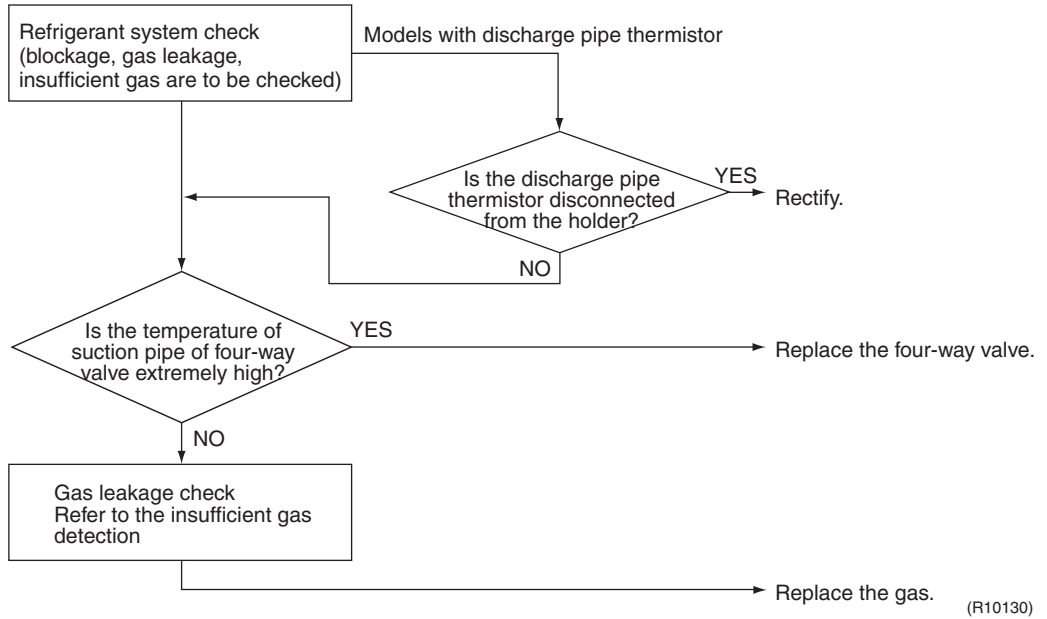 Refrigerant system check
(blockage, gas leakage,
insufficient gas are to be checked)
Models with discharge pipe thermistor
Is the discharge pipe
thermistor disconnected
from the holder?
YES
Rectify.
NO
Is the temperature of
suction pipe of four-way
valve extremely high?
YES
Replace the four-way valve.
NO
Gas leakage check
Refer to the insufficient gas
detection
Replace the gas.
(R10130)